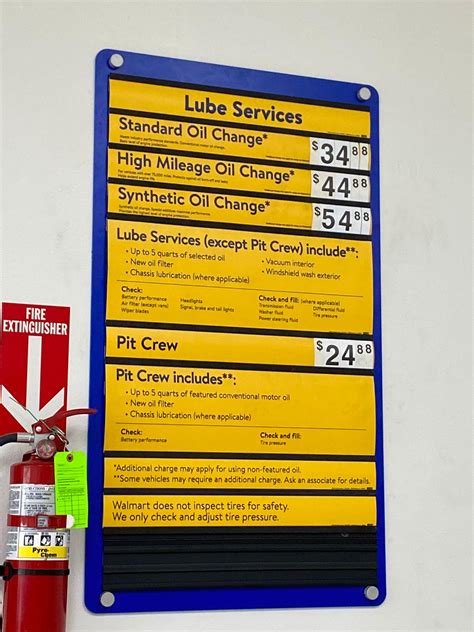 Lube Services
Standard Oil Change*
$34 88
High Mileage Oil Change*
$44 88
Synthetic Oil Change*
$54 88
Lube Services (except Pit Crew) include**:
• Up to 5 quarts of selected oil
• New oil filter
• Chassis lubrication (where applicable)
• Vacuum interior
• Windshield wash exterior
Check:
Battery performance
Air filter (except vans)
Wiper blades
Headlights
Signal, brake and tail lights
Check and fill: (where applicable)
Transmission fluid
Washer fluid
Power steering fluid
Differential fluid
Tire pressure
Pit Crew
$24 88
Pit Crew includes**:
• Up to 5 quarts of featured conventional motor oil
• New oil filter
• Chassis lubrication (where applicable)
Check:
Battery performance
Check and fill:
Tire pressure
*Additional charge may apply for using non-featured oil.
**Some vehicles may require an additional charge. Ask an associate for details.
Walmart does not inspect tires for safety.
We only check and adjust tire pressure.
FIRE
EXTINGUISHER
Pyro-Chem